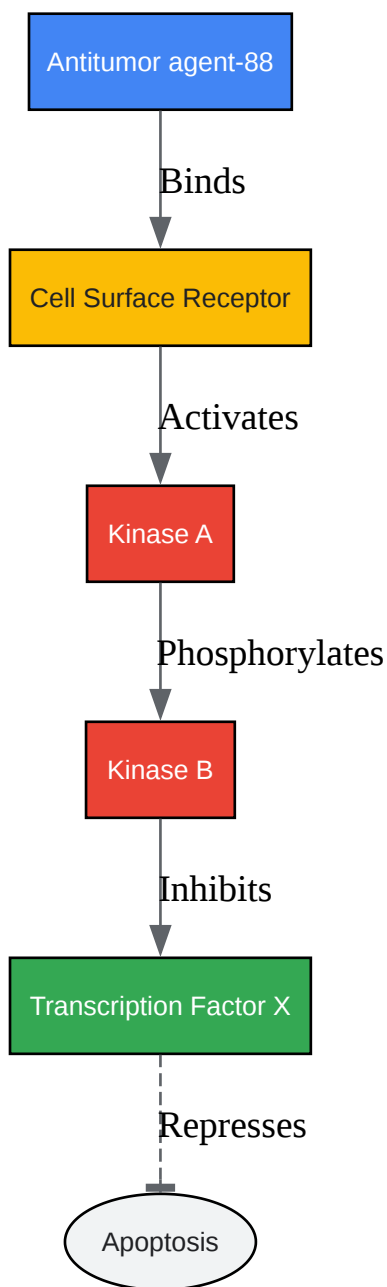 Antitumor agent-88
Binds
Cell Surface Receptor
Activates
Kinase A
Phosphorylates
Kinase B
Inhibits
Transcription Factor X
Represses
Apoptosis